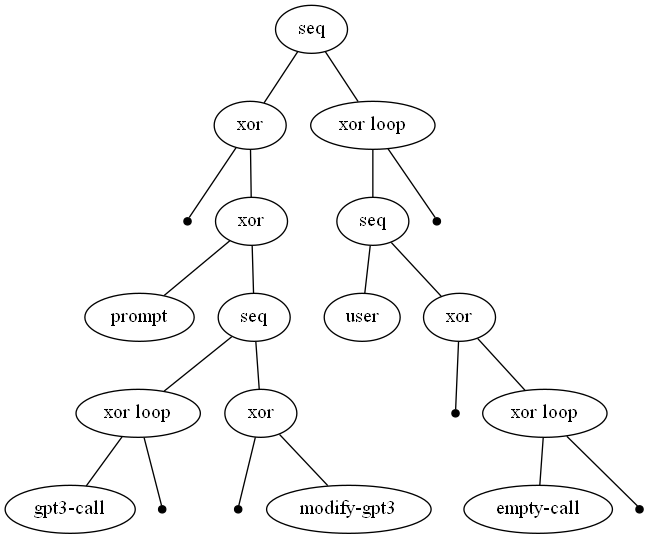 seq
xor
xor loop
xor
seq
prompt
seq
user
xor
xor loop
xor
xor loop
gpt3-call
modify-gpt3
empty-call